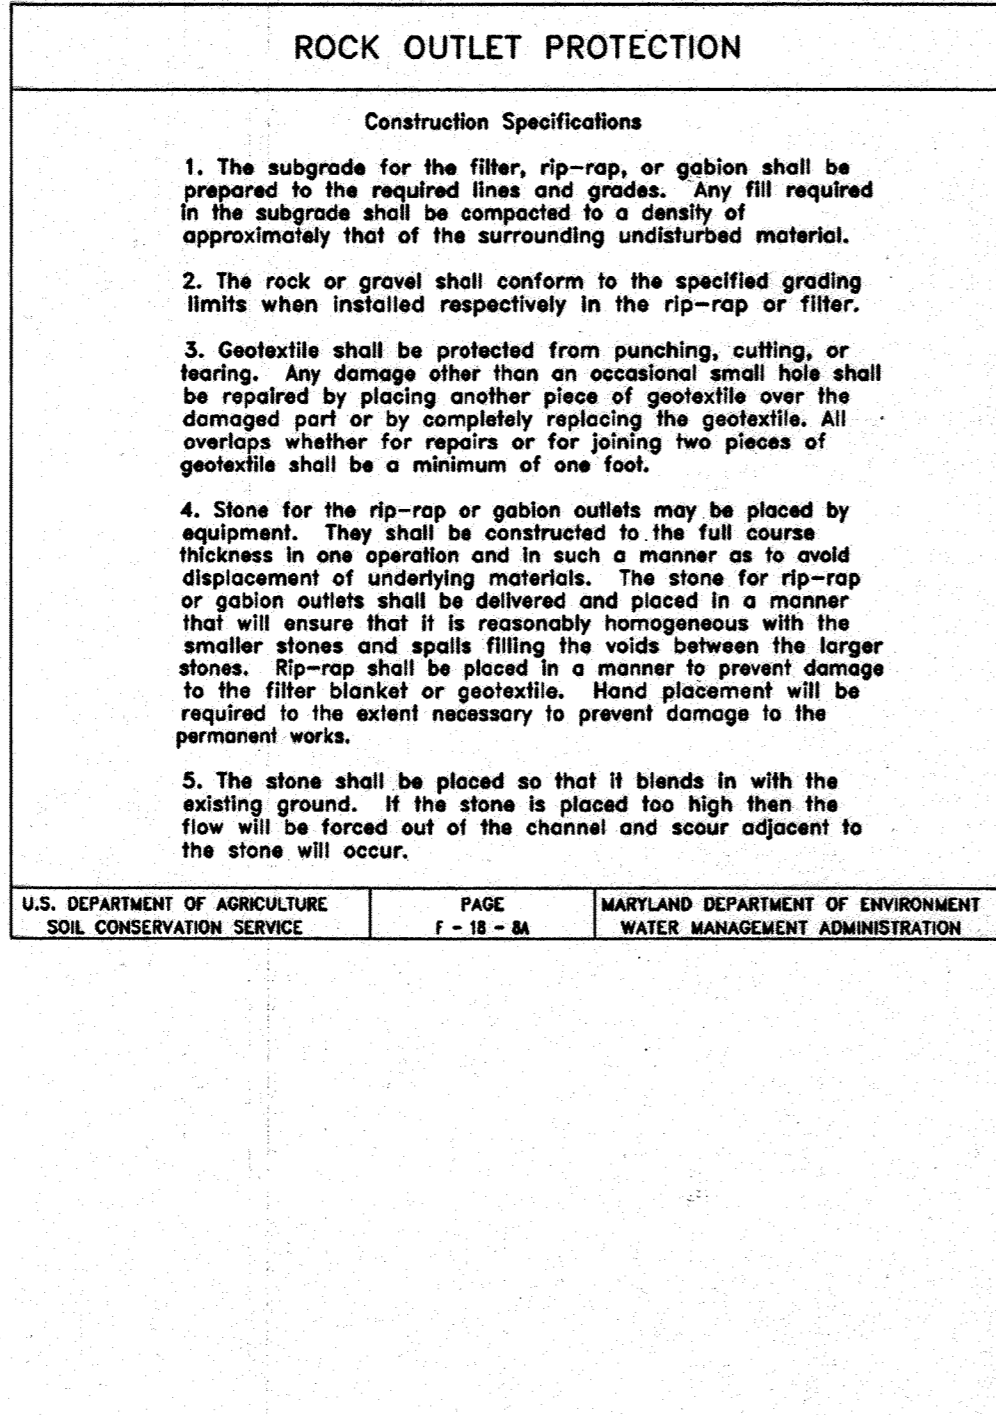 ROCK OUTLET PROTECTION
Construction Specifications
1. The subgrade for the filter, rip-rap, or gabion shall be
prepared to the required lines and grades. Any fill required
in the subgrade shall be compacted to a density of
approximately that of the surrounding undisturbed material.
2. The rock or gravel shall conform to the specified grading
limits when installed respectively in the rip-rap or filter.
3. Geotextile shall be protected from punching, cutting, or
tearing. Any damage other than an occasional small hole shall
be repaired by placing another piece of geotextile over the
damaged part or by completely replacing the geotextile. All
overlaps whether for repairs or for joining two pieces of
geotextile shall be a minimum of one foot.
4. Stone for the rip-rap or gabion outlets may be placed by
equipment. They shall be constructed to the full course
thickness in one operation and in such a manner as to avoid
displacement of underlying materials. The stone for rip-rap
or gabion outlets shall be delivered and placed in a manner
that will ensure that it is reasonably homogeneous with the
smaller stones and spalls filling the voids between the larger
stones. Rip-rap shall be placed in a manner to prevent damage
to the filter blanket or geotextile. Hand placement will be
required to the extent necessary to prevent damage to the
permanent works.
5. The stone shall be placed so that it blends in with the
existing ground. If the stone is placed too high then the
flow will be forced out of the channel and scour adjacent to
the stone will occur.
U.S. DEPARTMENT OF AGRICULTURE
SOIL CONSERVATION SERVICE
PAGE
F - 18 - 8A
MARYLAND DEPARTMENT OF ENVIRONMENT
WATER MANAGEMENT ADMINISTRATION